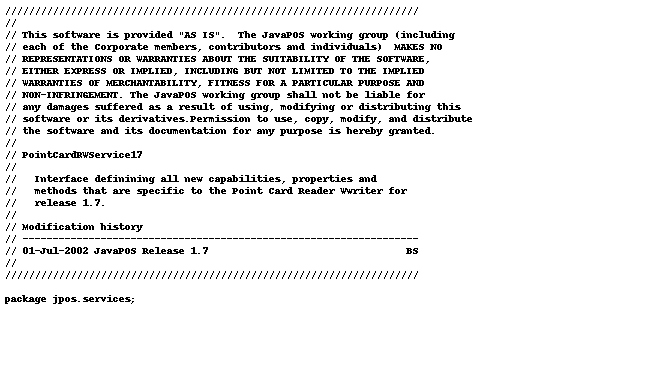 /////////////////////////////////////////////////////////////////////
//
// This software is provided "AS IS".  The JavaPOS working group (including
// each of the Corporate members, contributors and individuals)  MAKES NO
// REPRESENTATIONS OR WARRANTIES ABOUT THE SUITABILITY OF THE SOFTWARE,
// EITHER EXPRESS OR IMPLIED, INCLUDING BUT NOT LIMITED TO THE IMPLIED
// WARRANTIES OF MERCHANTABILITY, FITNESS FOR A PARTICULAR PURPOSE AND
// NON-INFRINGEMENT. The JavaPOS working group shall not be liable for
// any damages suffered as a result of using, modifying or distributing this
// software or its derivatives.Permission to use, copy, modify, and distribute
// the software and its documentation for any purpose is hereby granted.
//
// PointCardRWService17
//
//   Interface definining all new capabilities, properties and
//   methods that are specific to the Point Card Reader Wwriter for
//   release 1.7.
//
// Modification history
// ------------------------------------------------------------------
// 01-Jul-2002 JavaPOS Release 1.7                                 BS
//
/////////////////////////////////////////////////////////////////////
package jpos.services;